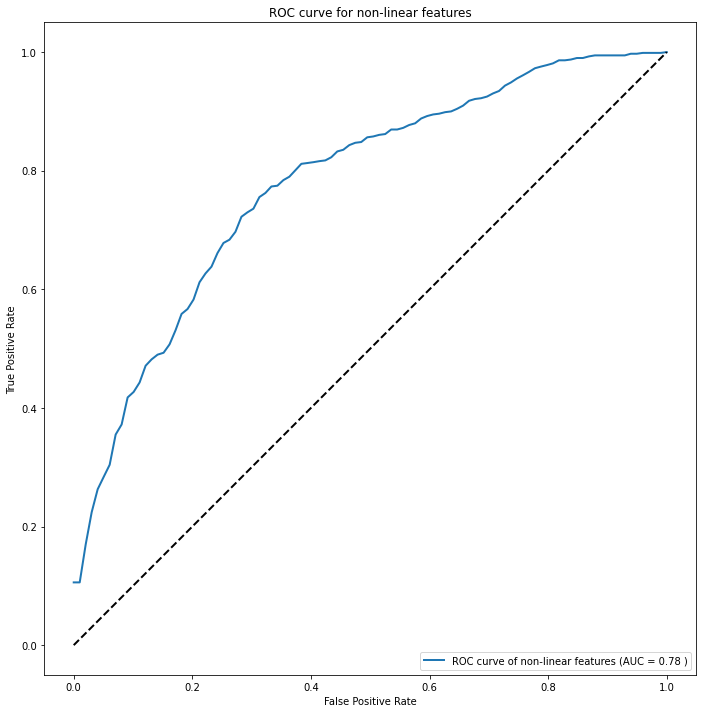 ROC curve for non-linear features
True Positive Rate
1.0
0.8
0.6
0.4
0.2
0.0
ROC curve of non-linear features (AUC = 0.78 )
0.0 0.2 0.4 0.6 0.8 1.0
False Positive Rate